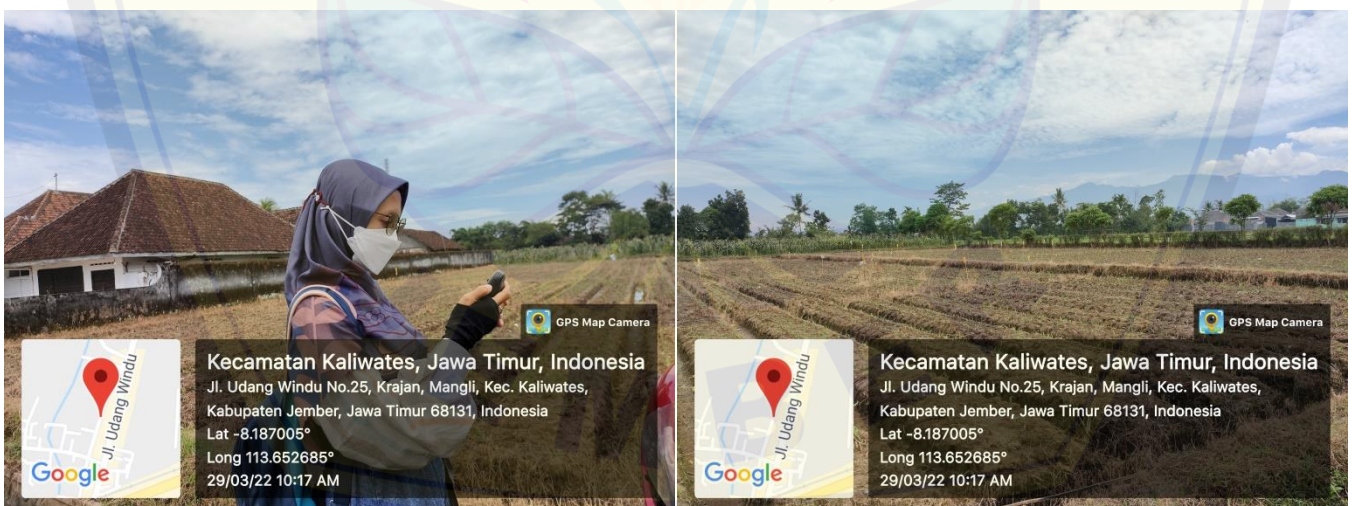 GPS Map Camera
Kecamatan Kaliwates, Jawa Timur, Indonesia
Jl. Udang Windu No.25, Krajan, Mangli, Kec. Kaliwates,
Kabupaten Jember, Jawa Timur 68131, Indonesia
Lat -8.187005°
Long 113.652685°
29/03/22 10:17 AM
Jl. Udang Windu
Google
GPS Map Camera
Kecamatan Kaliwates, Jawa Timur, Indonesia
Jl. Udang Windu No.25, Krajan, Mangli, Kec. Kaliwates,
Kabupaten Jember, Jawa Timur 68131, Indonesia
Lat -8.187005°
Long 113.652685°
29/03/22 10:17 AM
Jl. Udang Windu
Google